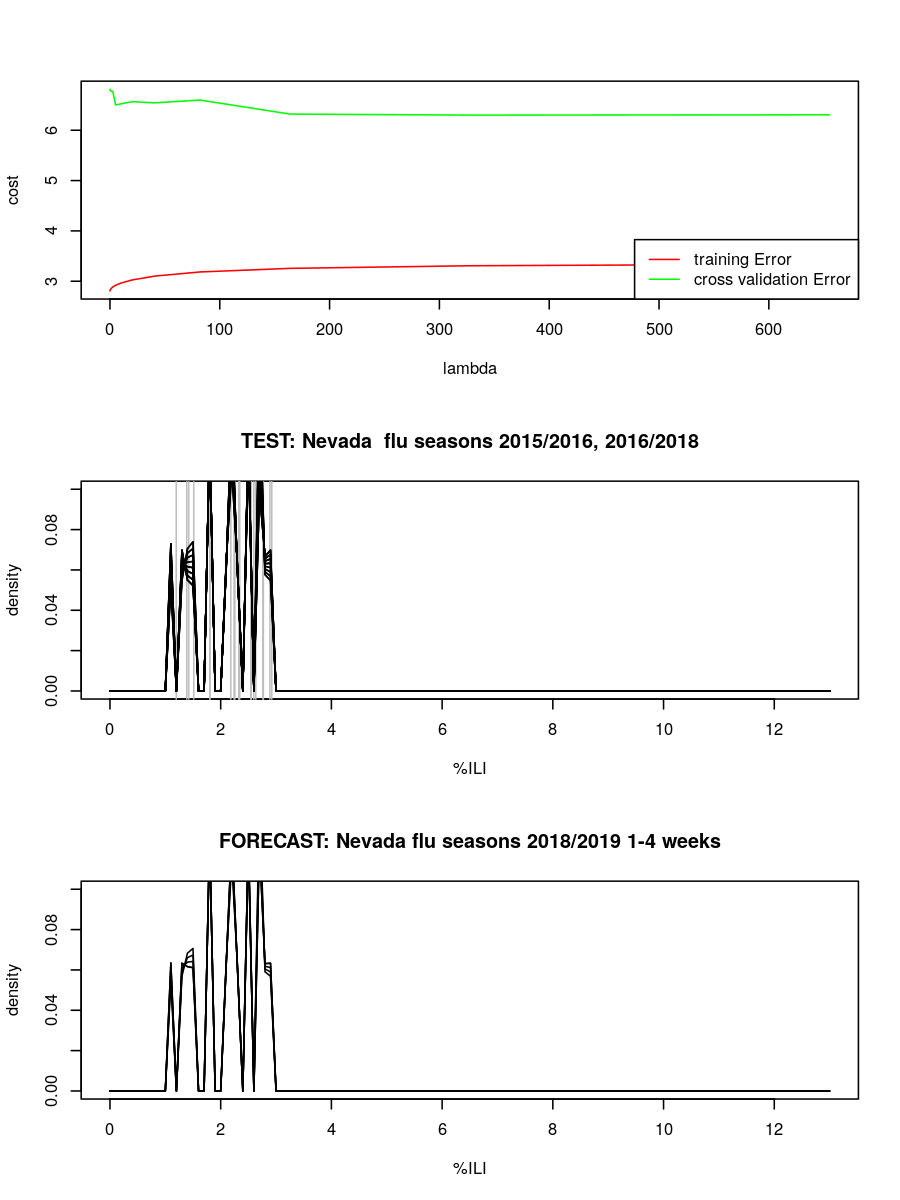 6
5
4
3
cost
training Error
cross validation Error
0 100 200 300 400 500 600
lambda
TEST: Nevada  flu seasons 2015/2016, 2016/2018
0.08
0.04
0.00
density
0 2 4 6 8 10 12
%ILI
FORECAST: Nevada flu seasons 2018/2019 1-4 weeks
0.08
0.04
0.00
density
0 2 4 6 8 10 12
%ILI